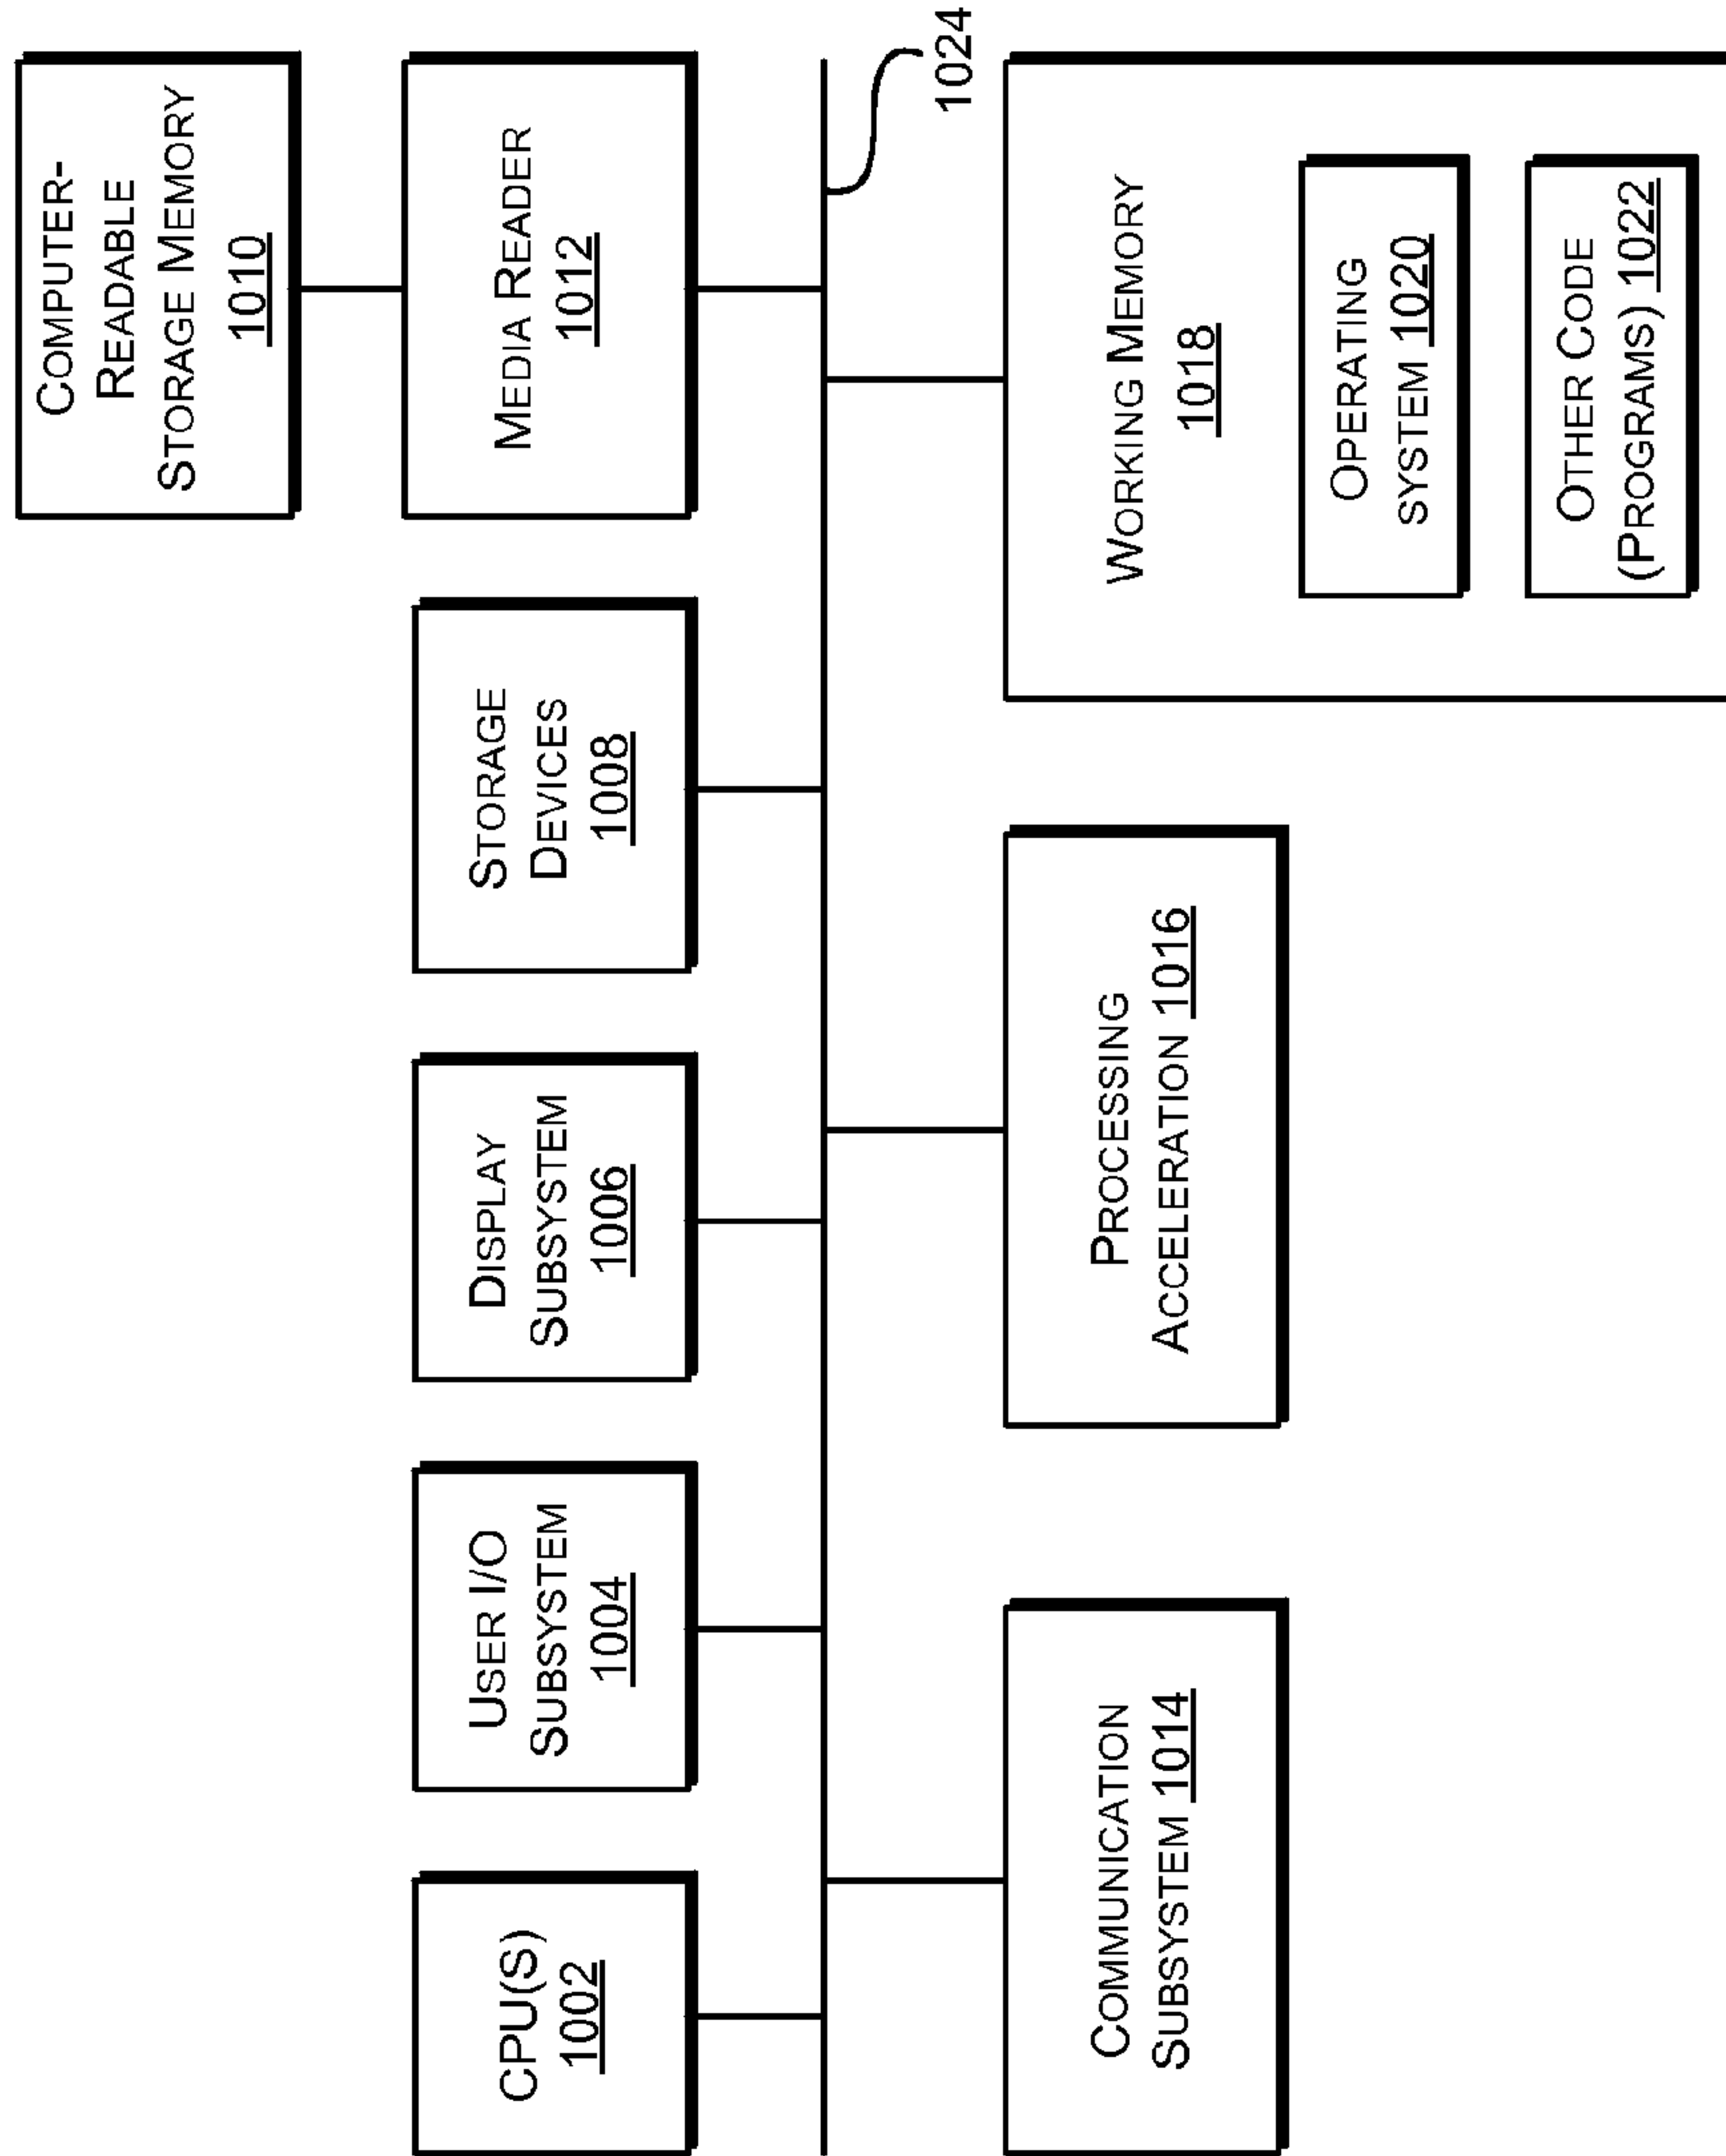 CPU(S)
1002
USER I/O
SUBSYSTEM
1004
DISPLAY
SUBSYSTEM
1006
STORAGE
DEVICES
1008
COMPUTER-
READABLE
STORAGE MEMORY
1010
MEDIA READER
1012
1024
COMMUNICATION
SUBSYSTEM 1014
PROCESSING
ACCELERATION 1016
WORKING MEMORY
1018
OPERATING
SYSTEM 1020
OTHER CODE
(PROGRAMS) 1022